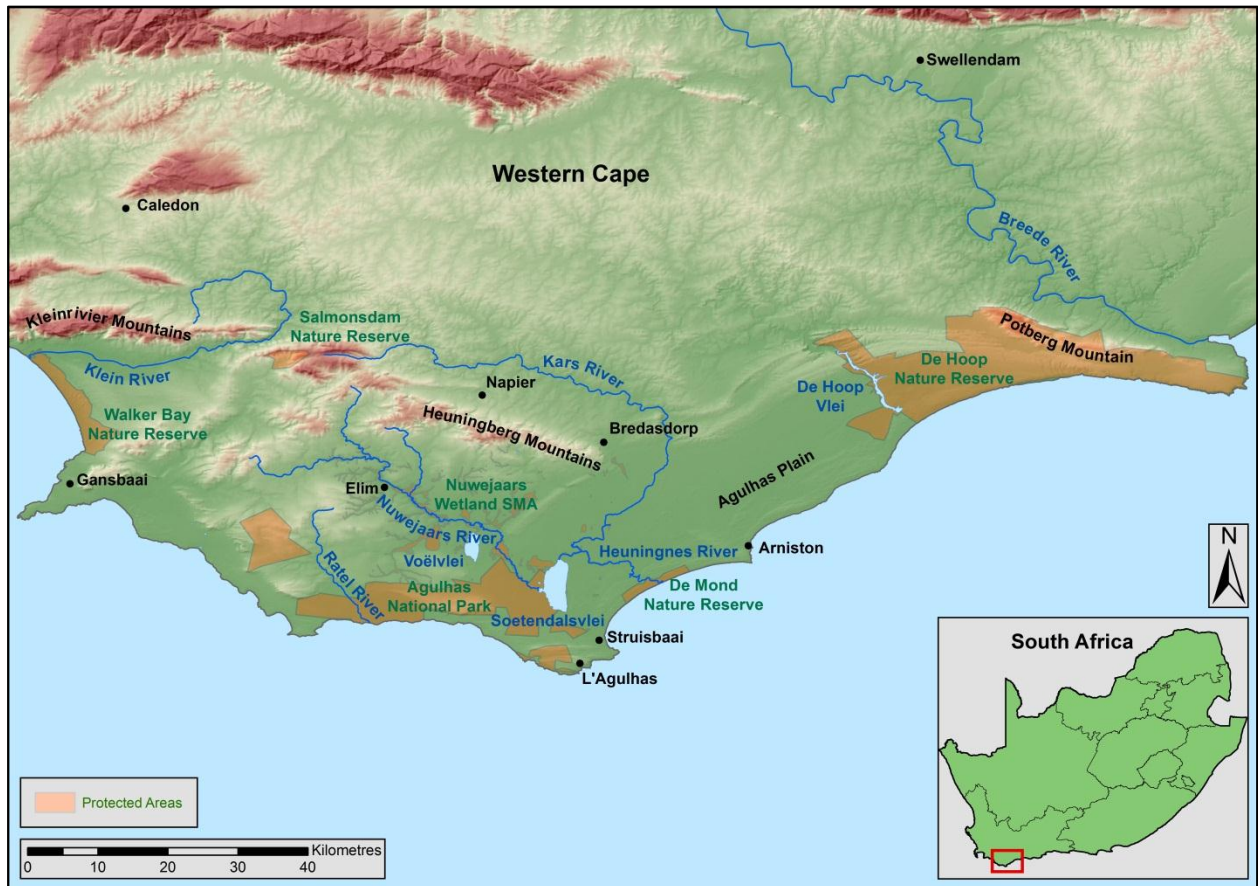 Swellendam
Western Cape
Caledon
Breede River
Kleinrivier Mountains
Salmonsdam
Nature Reserve
Potberg Mountain
Klein River
Kars River
De Hoop
Nature Reserve
De Hoop
Vlei
Napier
Walker Bay
Nature Reserve
Heuningberg Mountains
Bredasdorp
Gansbaai
Elim
Nuwejaars
Wetland SMA
Agulhas Plain
Nuwejaars River
Voëlvlei
Heuningnes River
Arniston
Ratel River
Agulhas
National Park
De Mond
Nature Reserve
Soetendalsvlei
Struisbaai
L'Agulhas
N
South Africa
Protected Areas
Kilometres
0 10 20 30 40